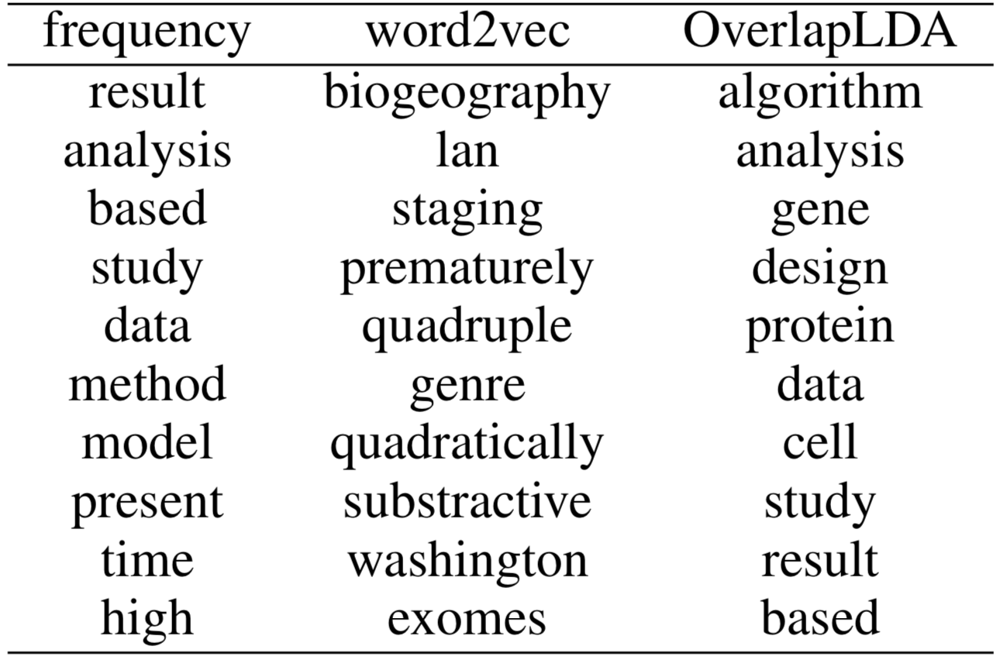 frequency word2vec OverlapLDA
result biogeography algorithm
analysis lan analysis
based staging gene
study prematurely design
data quadruple protein
method genre data
model quadratically cell
present substractive study
time washington result
high exomes based